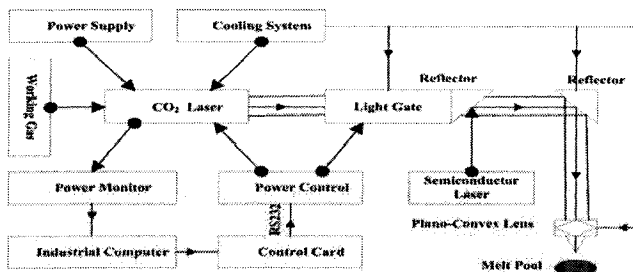 Power Supply
Cooling System
Reflector
Reflector
Working Gas
CO₂ Laser
Light Gate
Power Monitor
Power Control
Semiconductor
Laser
RS232
Plano-Convex Lens
Industrial Computer
Control Card
Melt Pool